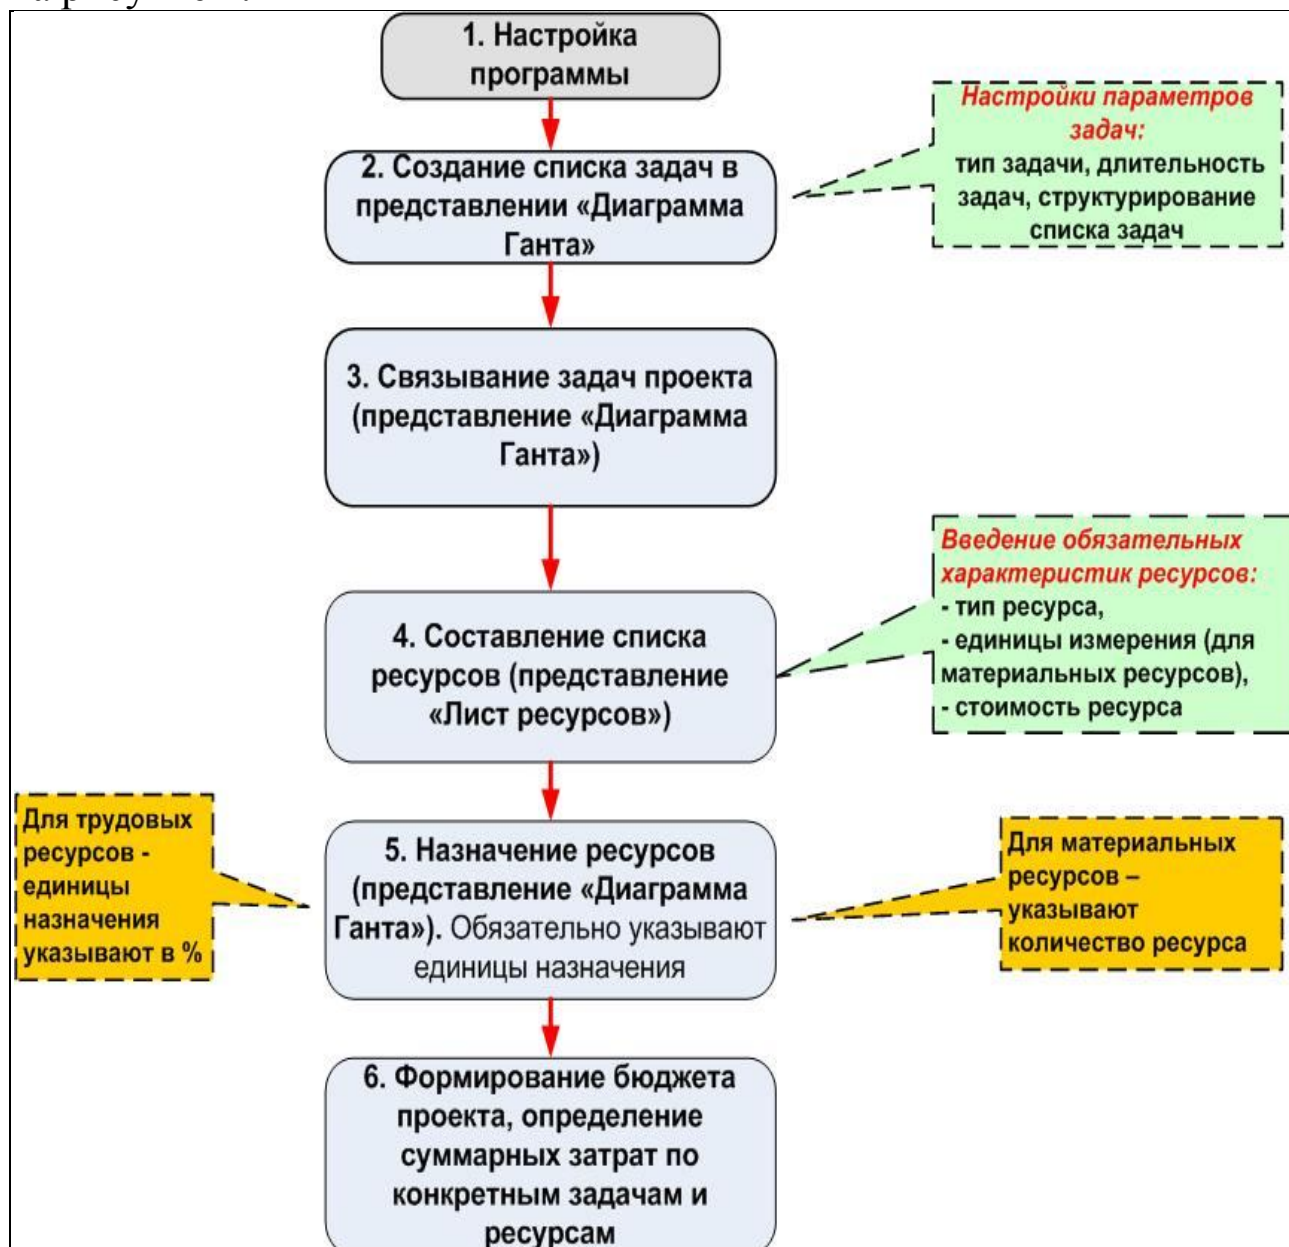 1. Настройка
программы
Настройки параметров
задач:
тип задачи, длительность
задач, структурирование
списка задач
2. Создание списка задач в
представлении «Диаграмма
Ганта»
3. Связывание задач проекта
(представление «Диаграмма
Ганта»)
Введение обязательных
характеристик ресурсов:
- тип ресурса,
- единицы измерения (для
материальных ресурсов),
- стоимость ресурса
4. Составление списка
ресурсов (представление
«Лист ресурсов»)
Для трудовых
ресурсов -
единицы
назначения
указывают в %
5. Назначение ресурсов
(представление «Диаграмма
Ганта»). Обязательно указывают
единицы назначения
Для материальных
ресурсов –
указывают
количество ресурса
6. Формирование бюджета
проекта, определение
суммарных затрат по
конкретным задачам и
ресурсам